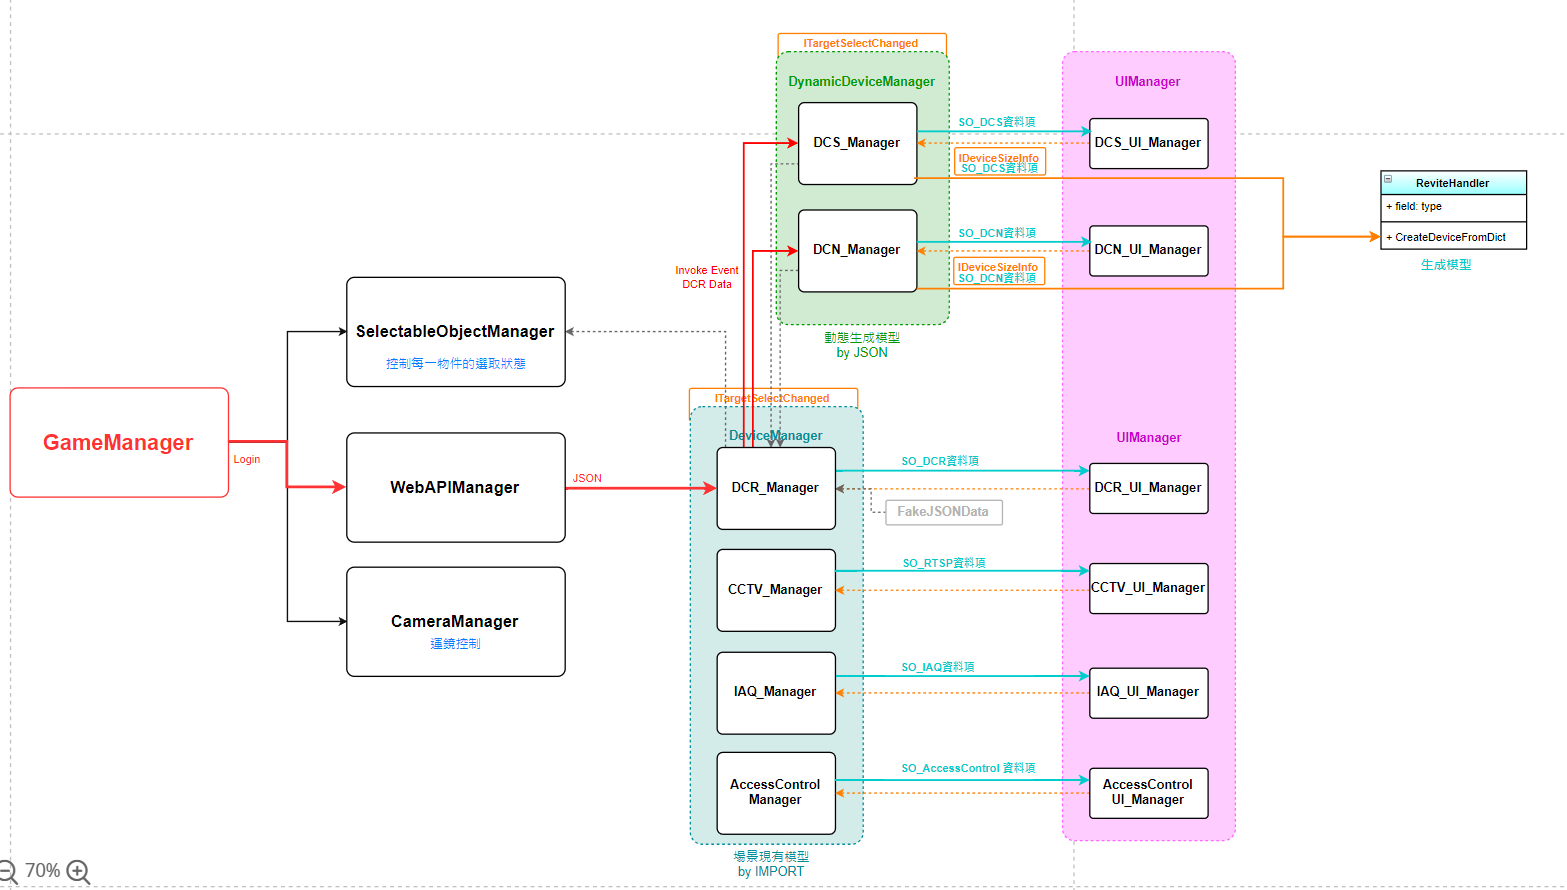 ITargetSelectChanged
DynamicDeviceManager
UIManager
DCS_Manager
SO_DCS資料項
DCS_UI_Manager
IDeviceSizeInfo
SO_DCS資料項
ReviteHandler
+ field: type
+ CreateDeviceFromDict
生成模型
DCN_Manager
SO_DCN資料項
DCN_UI_Manager
IDeviceSizeInfo
SO_DCN資料項
Invoke Event
DCR Data
動態生成模型
by JSON
SelectableObjectManager
控制每一物件的選取狀態
GameManager
Login
WebAPIManager
JSON
CameraManager
運鏡控制
ITargetSelectChanged
DeviceManager
UIManager
DCR_Manager
SO_DCR資料項
DCR_UI_Manager
FakeJSONData
CCTV_Manager
SO_RTSP資料項
CCTV_UI_Manager
IAQ_Manager
SO_IAQ資料項
IAQ_UI_Manager
AccessControl
Manager
SO_AccessControl 資料項
AccessControl
UI_Manager
場景現有模型
by IMPORT
70%